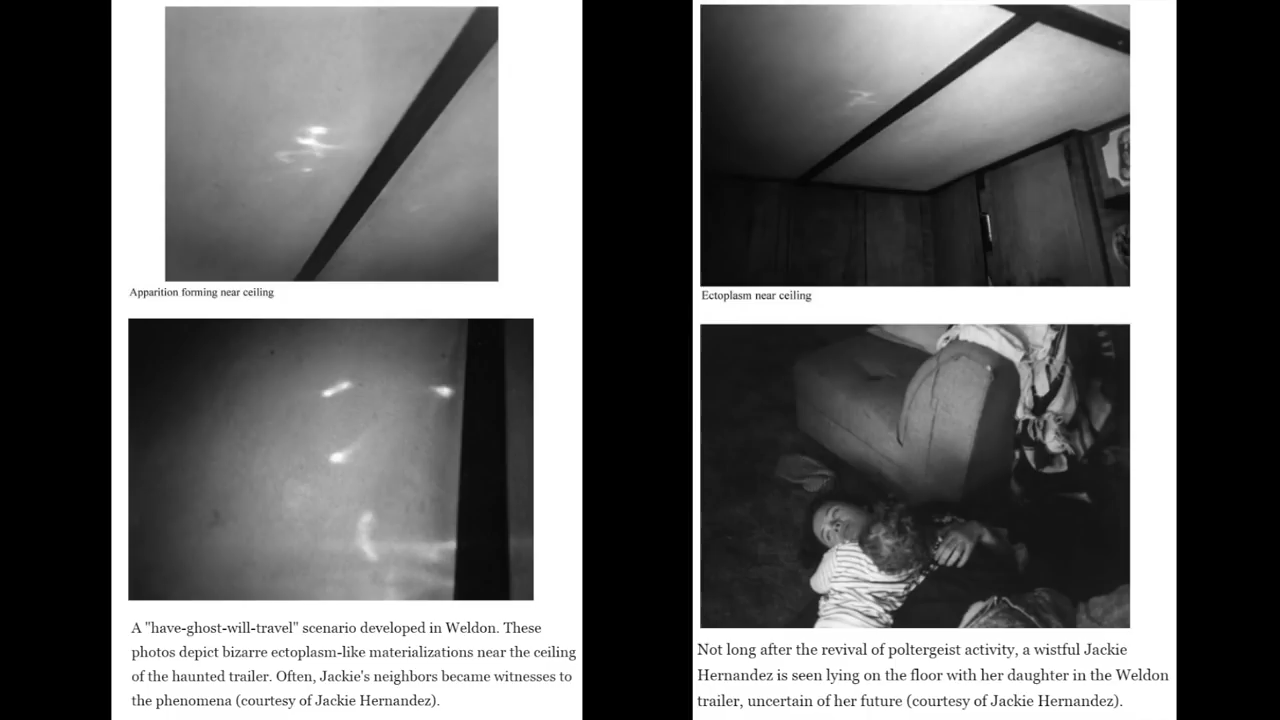 Apparition forming near ceiling
A "have-ghost-will-travel" scenario developed in Weldon. These
photos depict bizarre ectoplasm-like materializations near the ceiling
of the haunted trailer. Often, Jackie's neighbors became witnesses to
the phenomena (courtesy of Jackie Hernandez).
Ectoplasm near ceiling
Not long after the revival of poltergeist activity, a wistful Jackie
Hernandez is seen lying on the floor with her daughter in the Weldon
trailer, uncertain of her future (courtesy of Jackie Hernandez).